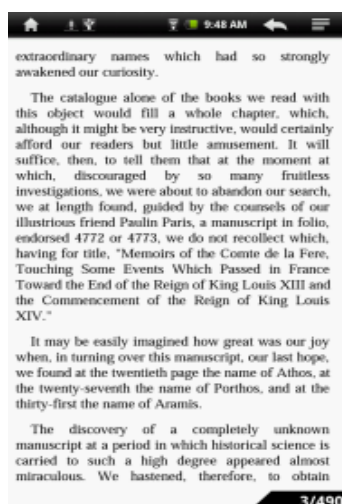 9:48 AM
extraordinary names which had so strongly
awakened our curiosity.
The catalogue alone of the books we read with
this object would fill a whole chapter, which,
although it might be very instructive, would certainly
afford our readers but little amusement. It will
suffice, then, to tell them that at the moment at
which, discouraged by so many fruitless
investigations, we were about to abandon our search,
we at length found, guided by the counsels of our
illustrious friend Paulin Paris, a manuscript in folio,
endorsed 4772 or 4773, we do not recollect which,
having for title, "Memoirs of the Comte de la Fere,
Touching Some Events Which Passed in France
Toward the End of the Reign of King Louis XIII and
the Commencement of the Reign of King Louis
XIV."
It may be easily imagined how great was our joy
when, in turning over this manuscript, our last hope,
we found at the twentieth page the name of Athos, at
the twenty-seventh the name of Porthos, and at the
thirty-first the name of Aramis.
The discovery of a completely unknown
manuscript at a period in which historical science is
carried to such a high degree appeared almost
miraculous. We hastened, therefore, to obtain
3/490